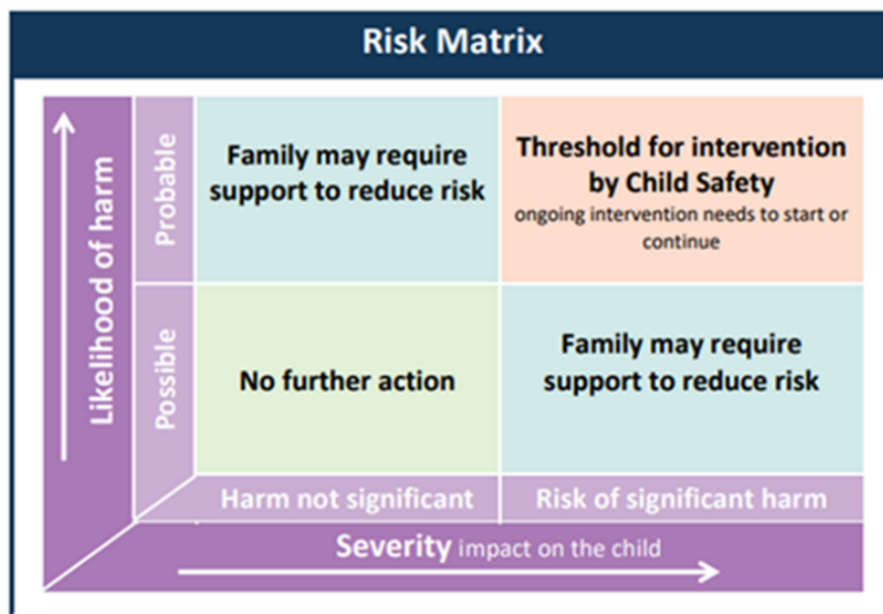 Risk Matrix
Likelihood of harm
Probable
Family may require
support to reduce risk
Threshold for intervention
by Child Safety
ongoing intervention needs to start or
continue
Possible
No further action
Family may require
support to reduce risk
Harm not significant
Risk of significant harm
Severity impact on the child